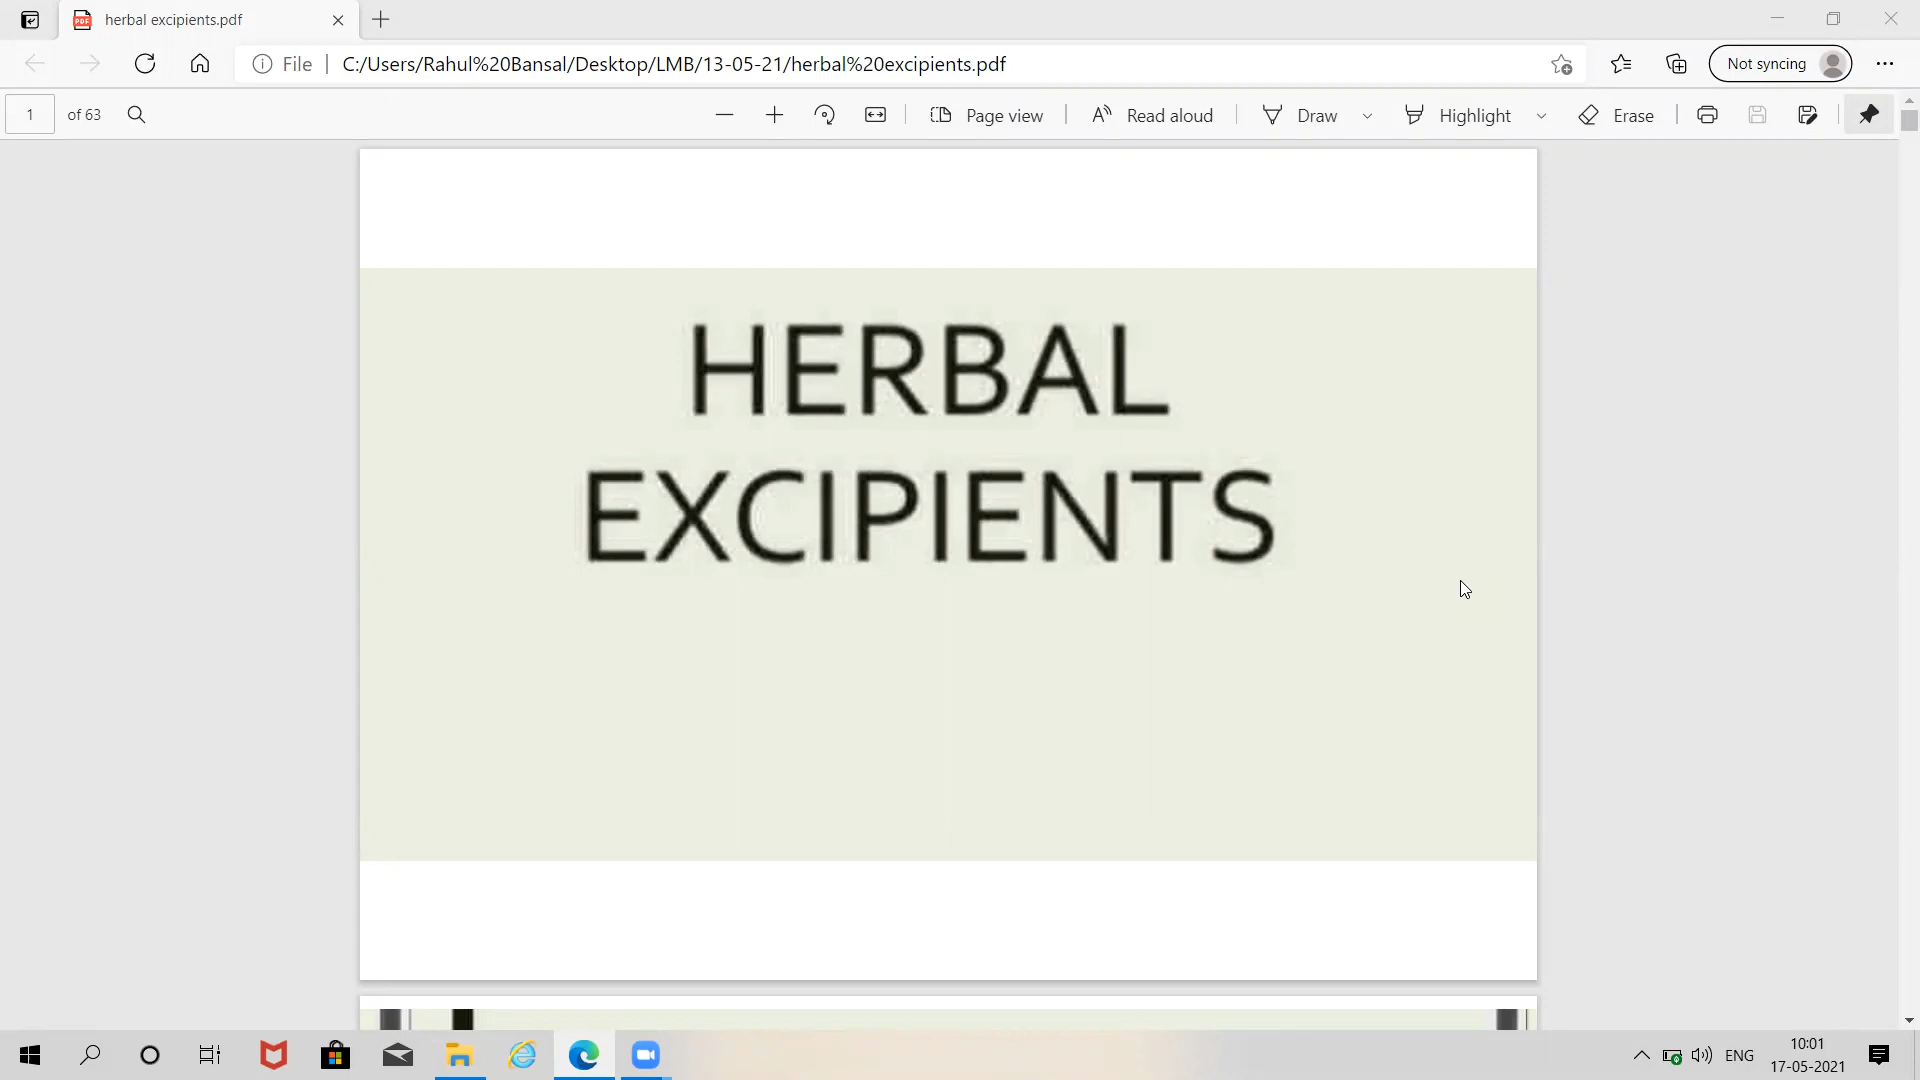 herbal excipients.pdf
File
C:/Users/Rahul%20Bansal/Desktop/LMB/13-05-21/herbal%20excipients.pdf
Not syncing
1
of 63
Page view
Read aloud
Draw
Highlight
Erase
HERBAL
EXCIPIENTS
ENG
10:01
17-05-2021